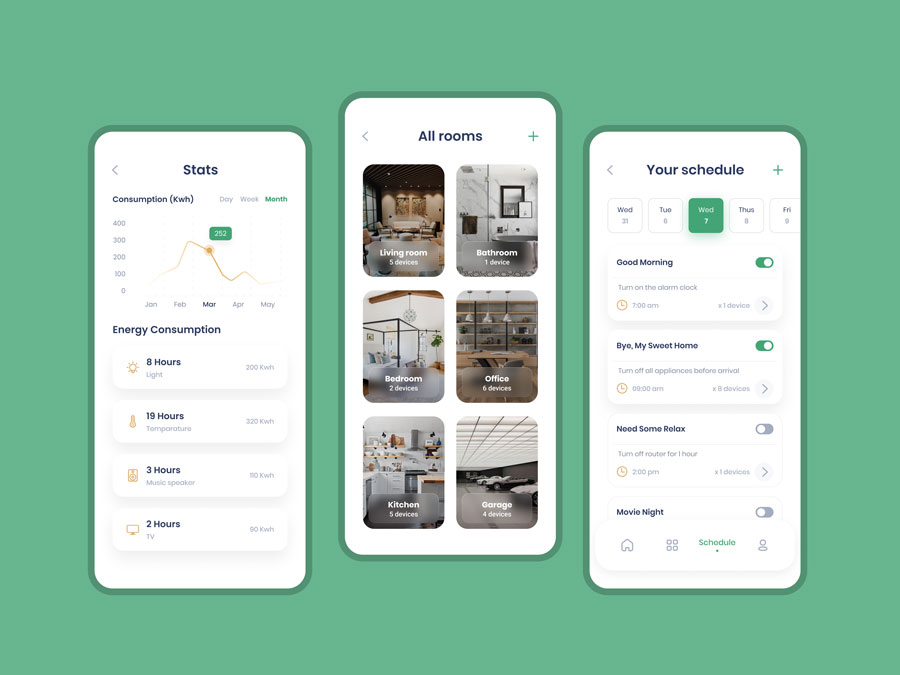 Stats
Consumption (Kwh)
Day Week Month
400
300
200
100
0
252
Jan Feb Mar Apr May
Energy Consumption
8 Hours
Light
200 Kwh
19 Hours
Temparature
320 Kwh
3 Hours
Music speaker
110 Kwh
2 Hours
TV
90 Kwh
All rooms
Living room
5 devices
Bathroom
1 device
Bedroom
2 devices
Office
6 devices
Kitchen
5 devices
Garage
4 devices
Your schedule
Wed Tue Wed Thus Fri
31 6 7 8 9
Good Morning
Turn on the alarm clock
7:00 am x 1 device
Bye, My Sweet Home
Turn off all appliances before arrival
09:00 am x 8 devices
Need Some Relax
Turn off router for 1 hour
2:00 pm x 1 devices
Movie Night
Schedule